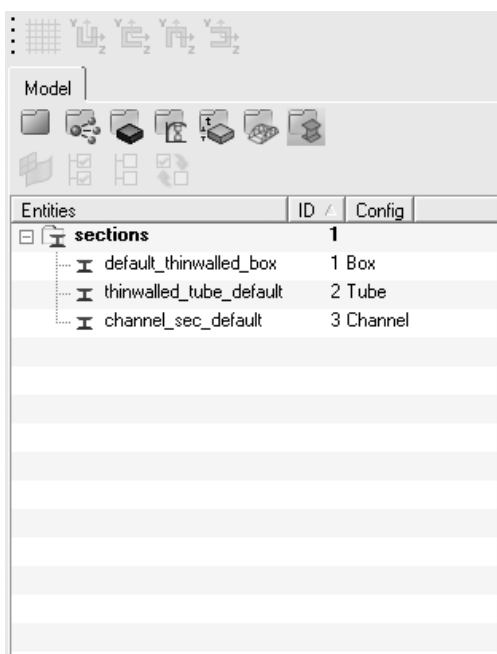 Y U Z Y C Z Y Z Y Z
Model
t
Entities ID Config
sections 1
default_thinwalled_box 1 Box
thinwalled_tube_default 2 Tube
channel_sec_default 3 Channel